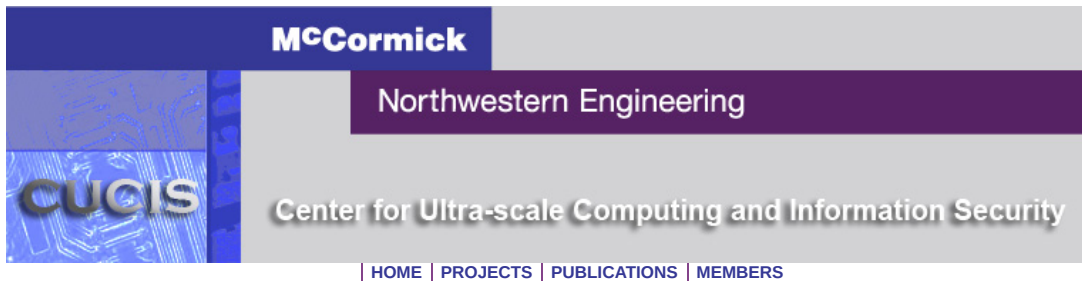 McCormick
Northwestern Engineering
CUCIS
Center for Ultra-scale Computing and Information Security
| HOME | PROJECTS | PUBLICATIONS | MEMBERS